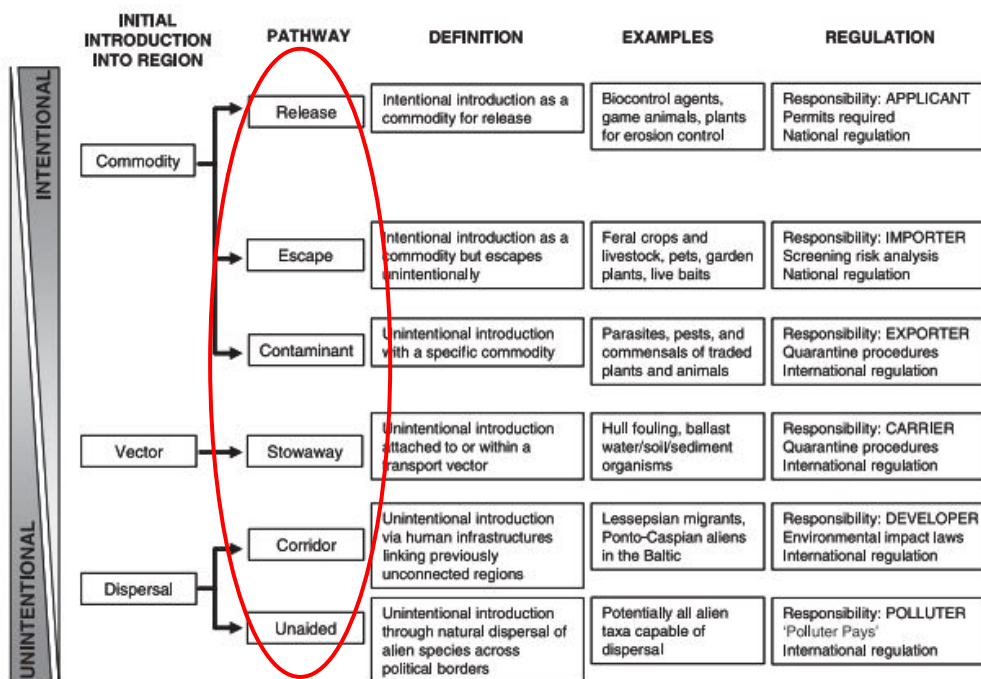 INITIAL
INTRODUCTION
INTO REGION
PATHWAY
DEFINITION
EXAMPLES
REGULATION
INTENTIONAL
UNINTENTIONAL
Commodity
Release
Intentional introduction as a
commodity for release
Biocontrol agents,
game animals, plants
for erosion control
Responsibility: APPLICANT
Permits required
National regulation
Escape
Intentional introduction as a
commodity but escapes
unintentionally
Feral crops and
livestock, pets, garden
plants, live baits
Responsibility: IMPORTER
Screening risk analysis
National regulation
Contaminant
Unintentional introduction
with a specific commodity
Parasites, pests, and
commensals of traded
plants and animals
Responsibility: EXPORTER
Quarantine procedures
International regulation
Vector
Stowaway
Unintentional introduction
attached to or within a
transport vector
Hull fouling, ballast
water/soil/sediment
organisms
Responsibility: CARRIER
Quarantine procedures
International regulation
Dispersal
Corridor
Unintentional introduction
via human infrastructures
linking previously
unconnected regions
Lessepsian migrants,
Ponto-Caspian aliens
in the Baltic
Responsibility: DEVELOPER
Environmental impact laws
International regulation
Unaided
Unintentional introduction
through natural dispersal of
alien species across
political borders
Potentially all alien
taxa capable of
dispersal
Responsibility: POLLUTER
'Polluter Pays'
International regulation